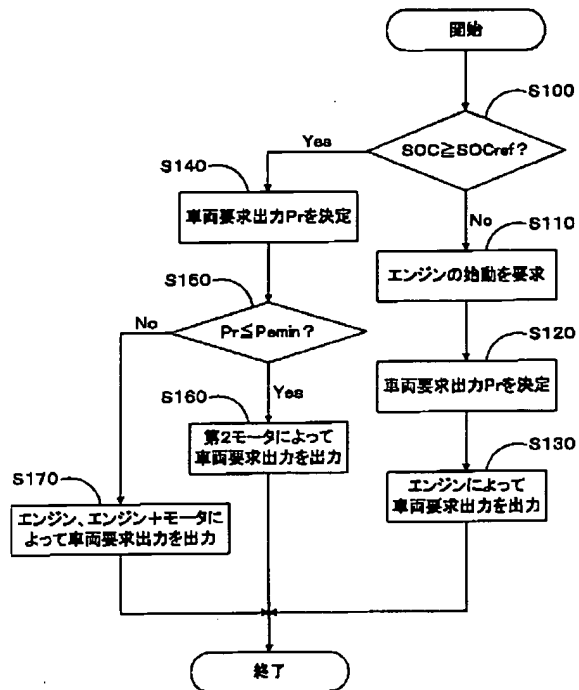 開始
S100
SOC≧SOCref?
Yes
No
S140
車両要求出力Prを決定
S110
エンジンの始動を要求
S150
Pr≦Pemin?
No
Yes
S120
車両要求出力Prを決定
S160
第2モータによって
車両要求出力を出力
S130
エンジンによって
車両要求出力を出力
S170
エンジン、エンジン+モータに
よって車両要求出力を出力
終了